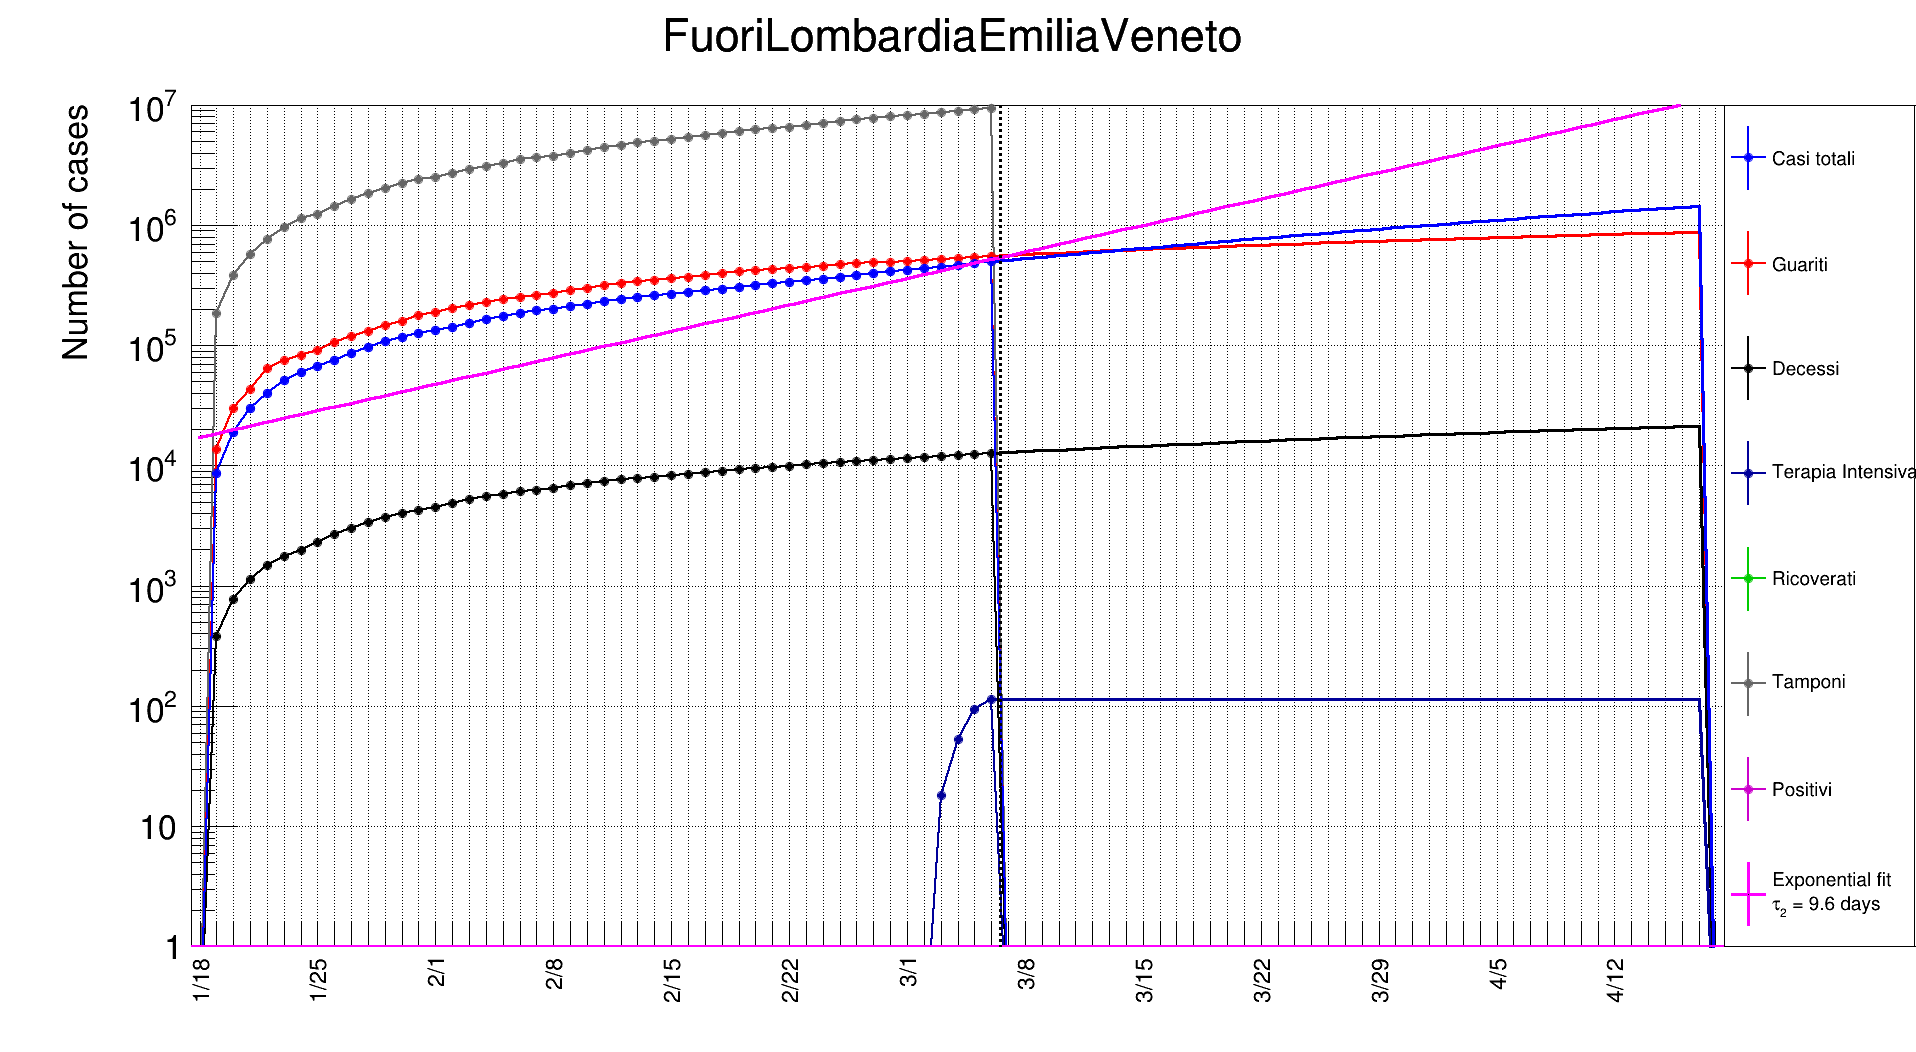 FuoriLombardiaEmiliaVeneto
Number of cases
10^7
10^6
10^5
10^4
10^3
10^2
10
1
1/18
1/25
2/1
2/8
2/15
2/22
3/1
3/8
3/15
3/22
3/29
4/5
4/12
Casi totali
Guariti
Decessi
Terapia Intensiva
Ricoverati
Tamponi
Positivi
Exponential fit
τ_2 = 9.6 days